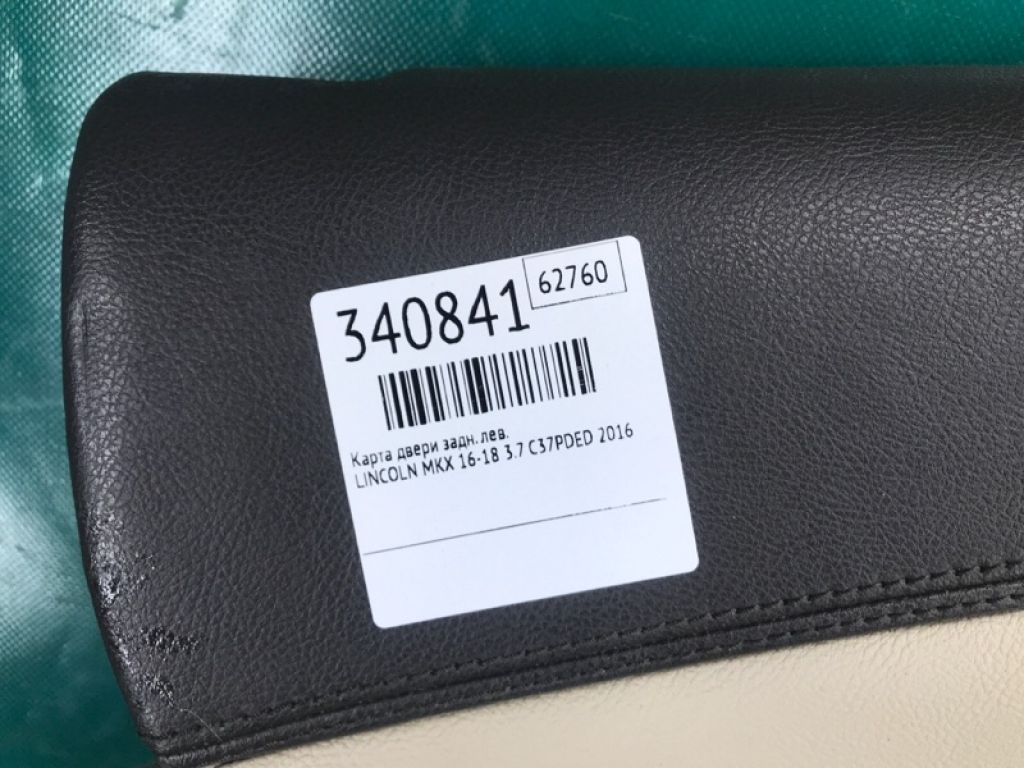 62760
340841
Карта двери задн. лев.
LINCOLN MKX 16-18 3.7 C37PDED 2016